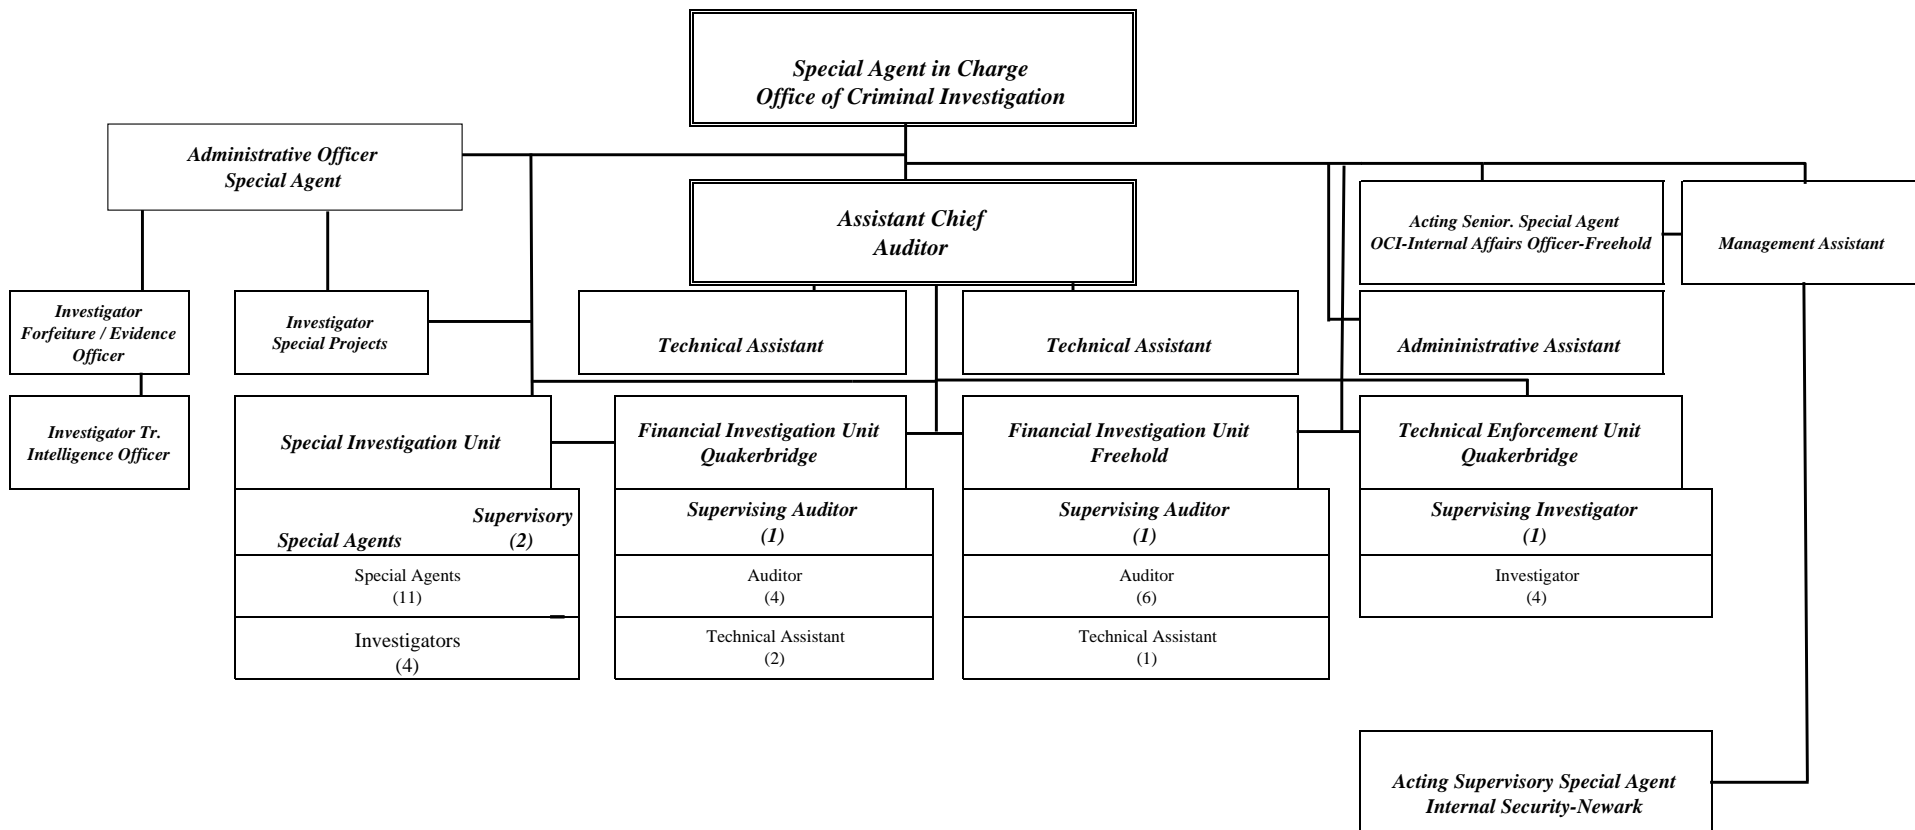 Special Agent in Charge
Office of Criminal Investigation
Administrative Officer
Special Agent
Assistant Chief
Auditor
Acting Senior. Special Agent
OCI-Internal Affairs Officer-Freehold
Management Assistant
Investigator
Forfeiture / Evidence
Officer
Investigator
Special Projects
Technical Assistant
Technical Assistant
Admininistrative Assistant
Investigator Tr.
Intelligence Officer
Special Investigation Unit
Financial Investigation Unit
Quakerbridge
Financial Investigation Unit
Freehold
Technical Enforcement Unit
Quakerbridge
Supervisory
Special Agents (2)
Supervising Auditor
(1)
Supervising Auditor
(1)
Supervising Investigator
(1)
Special Agents
(11)
Auditor
(4)
Auditor
(6)
Investigator
(4)
Investigators
(4)
Technical Assistant
(2)
Technical Assistant
(1)
Acting Supervisory Special Agent
Internal Security-Newark